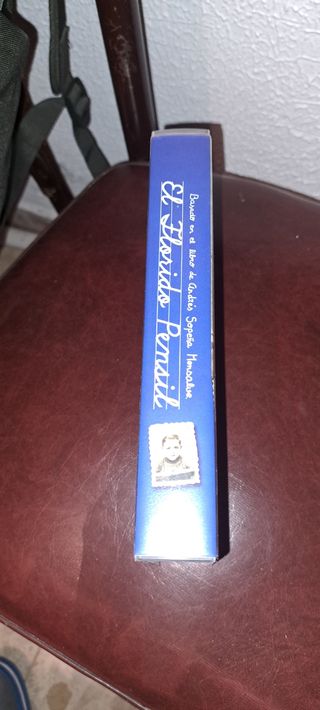 Basado en el libro de Andrés Sopeña Monsalve
El Florido Pensil